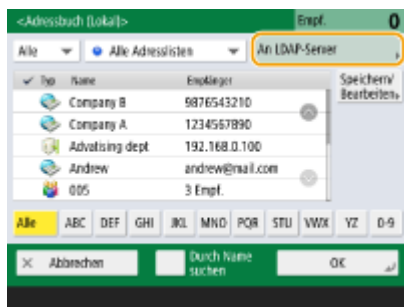 <Adressbuch (Lokal)> Empf. 0
Alle Alle Adresslisten An LDAP-Server
Typ Name Empfänger Speichern/
Bearbeiten
Company B 9876543210
Company A 1234567890
Advatising dept 192.168.0.100
Andrew andrew@mail.com
005 3 Empf.
Alle ABC DEF GHI JKL MNO PQR STU VWX YZ 0-9
Abbrechen Durch Name
suchen OK